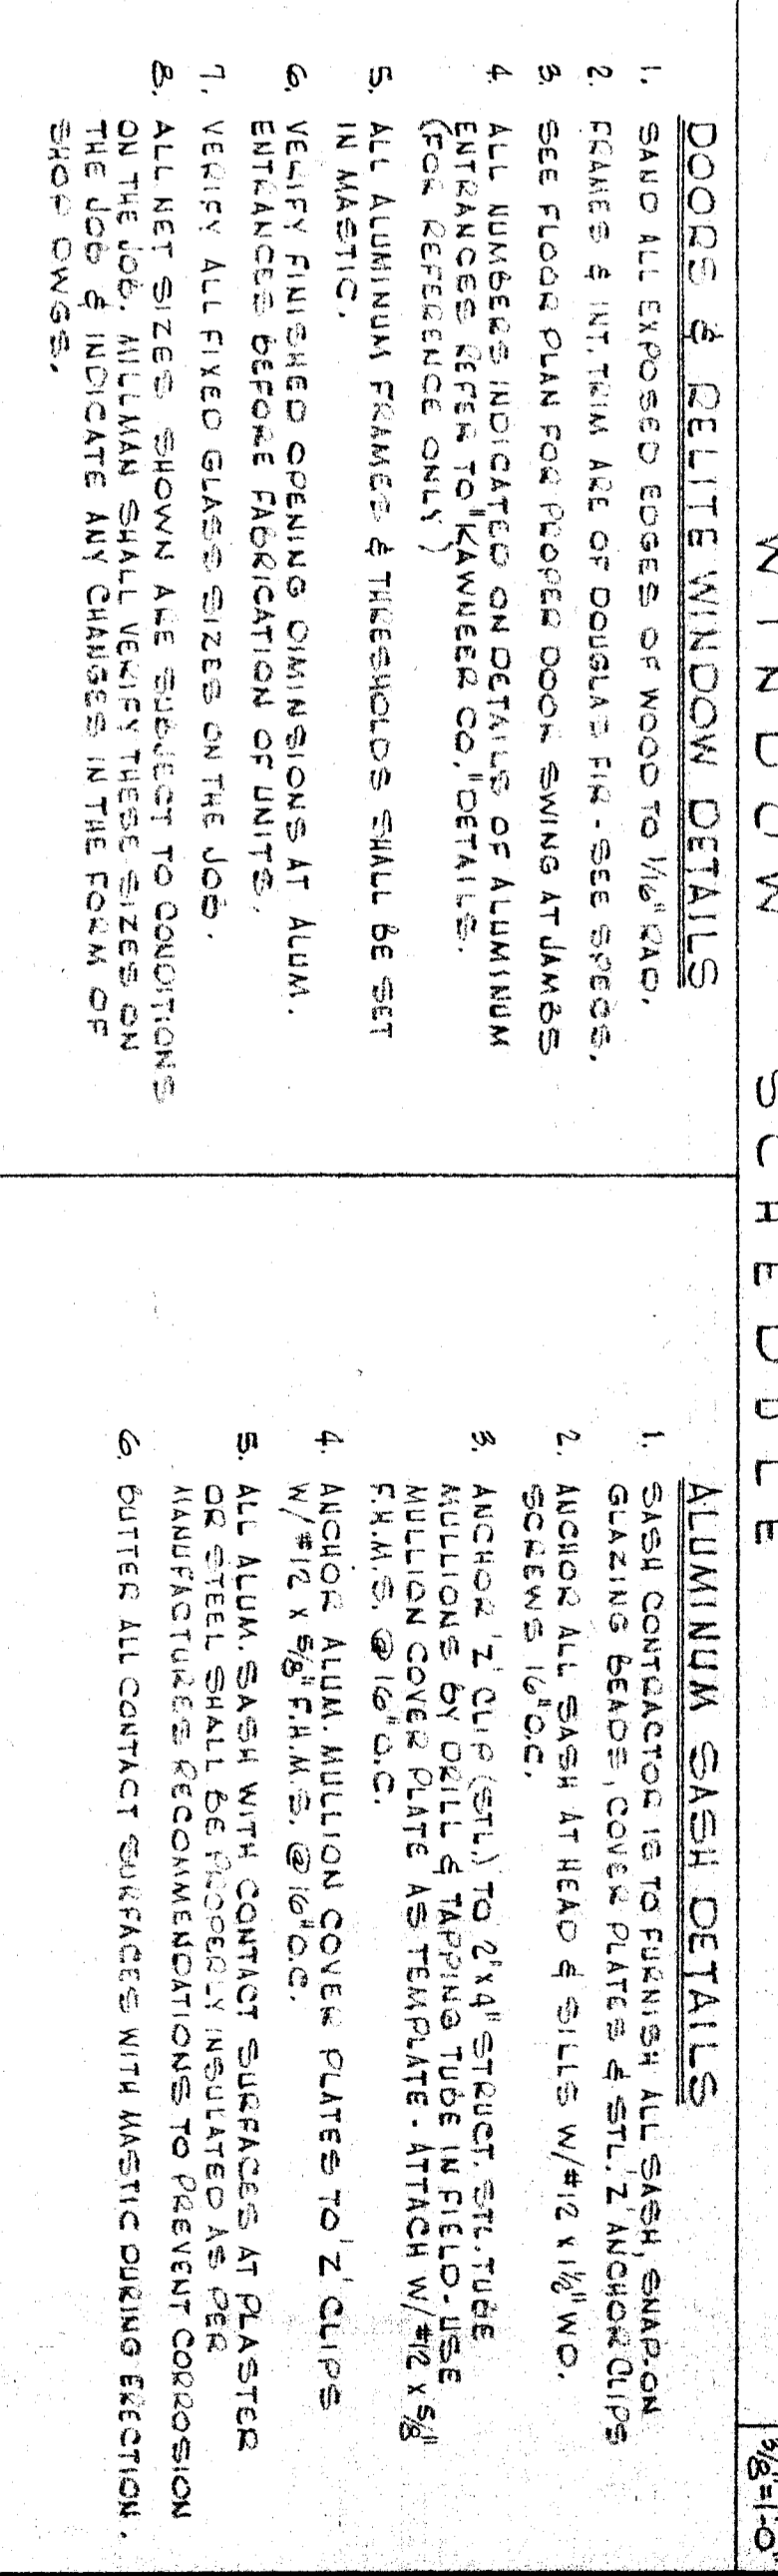 WINDOW SCHEDULE
3/8"=1'-0"
DOORS & RELITE WINDOW DETAILS
1. SAND ALL EXPOSED EDGES OF WOOD TO 1/16" RAD.
2. FRAMES & INT. TRIM ARE OF DOUGLAS FIR - SEE SPECS.
3. SEE FLOOR PLAN FOR PROPER DOOR SWING AT JAMBS
4. ALL NUMBERS INDICATED ON DETAILS OF ALUMINUM
ENTRANCES REFER TO "KAWNEER CO." DETAILS.
(FOR REFERENCE ONLY)
5. ALL ALUMINUM FRAMES & THRESHOLDS SHALL BE SET
IN MASTIC.
6. VERIFY FINISHED OPENING DIMINSIONS AT ALUM.
ENTRANCES BEFORE FABRICATION OF UNITS.
7. VERIFY ALL FIXED GLASS SIZES ON THE JOB.
8. ALL NET SIZES SHOWN ARE SUBJECT TO CONDITIONS
ON THE JOB. MILLMAN SHALL VERIFY THESE SIZES ON
THE JOB & INDICATE ANY CHANGES IN THE FORM OF
SHOP DWGS.
ALUMINUM SASH DETAILS
1. SASH CONTRACTOR IS TO FURNISH ALL SASH, SNAP-ON
GLAZING BEADS, COVER PLATES & STL. 'Z' ANCHOR CLIPS
2. ANCHOR ALL SASH AT HEAD & SILLS W/#12 X 1½" WD.
SCREWS 16" O.C.
3. ANCHOR 'Z' CLIP (STL.) TO 2"X4" STRUCT. STL. TUBE
MULLIONS BY DRILL & TAPPING TUBE IN FIELD - USE
MULLION COVER PLATE AS TEMPLATE - ATTACH W/#12 X 5/8"
F.H.M.S. @ 16" O.C.
4. ANCHOR ALUM. MULLION COVER PLATES TO 'Z' CLIPS
W/#12 X 5/8" F.H.M.S. @ 16" O.C.
5. ALL ALUM. SASH WITH CONTACT SURFACES AT PLASTER
OR STEEL SHALL BE PROPERLY INSULATED AS PER
MANUFACTURES RECOMMENDATIONS TO PREVENT CORROSION
6. BUTTER ALL CONTACT SURFACES WITH MASTIC DURING ERECTION.